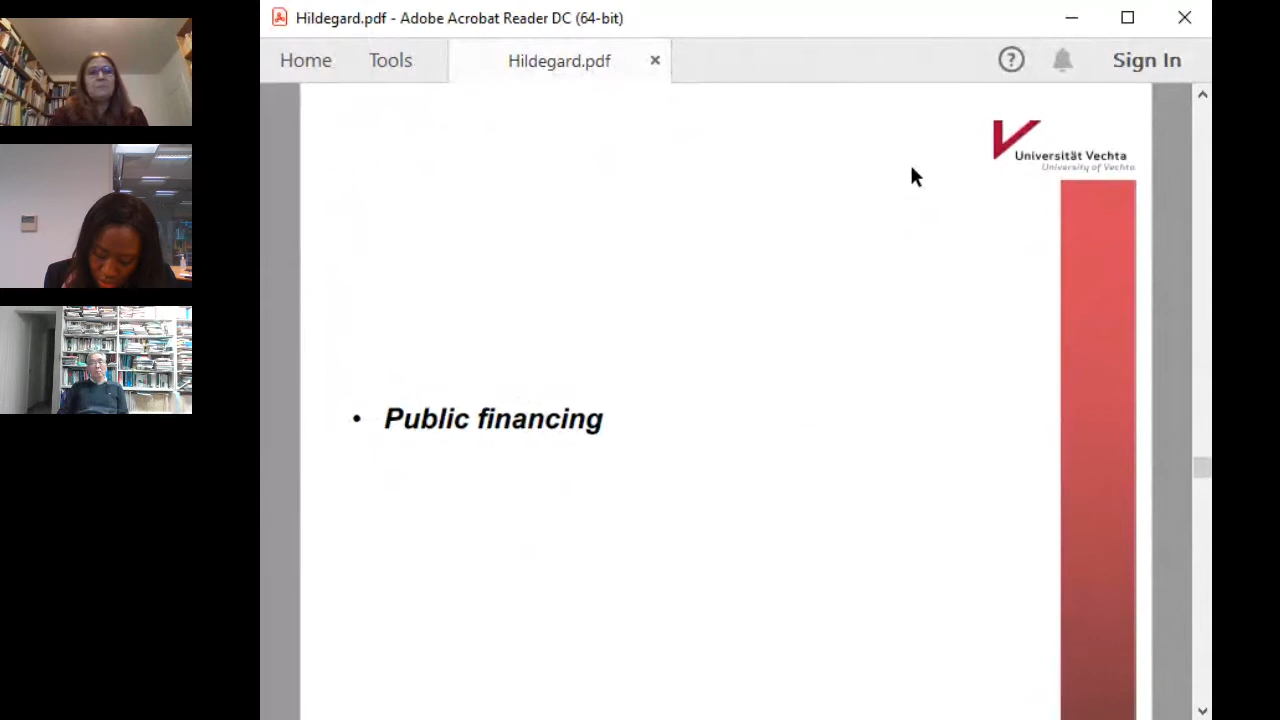 Hildegard.pdf - Adobe Acrobat Reader DC (64-bit)
Home Tools Hildegard.pdf × ? Sign In
Universität Vechta
University of Vechta
• Public financing